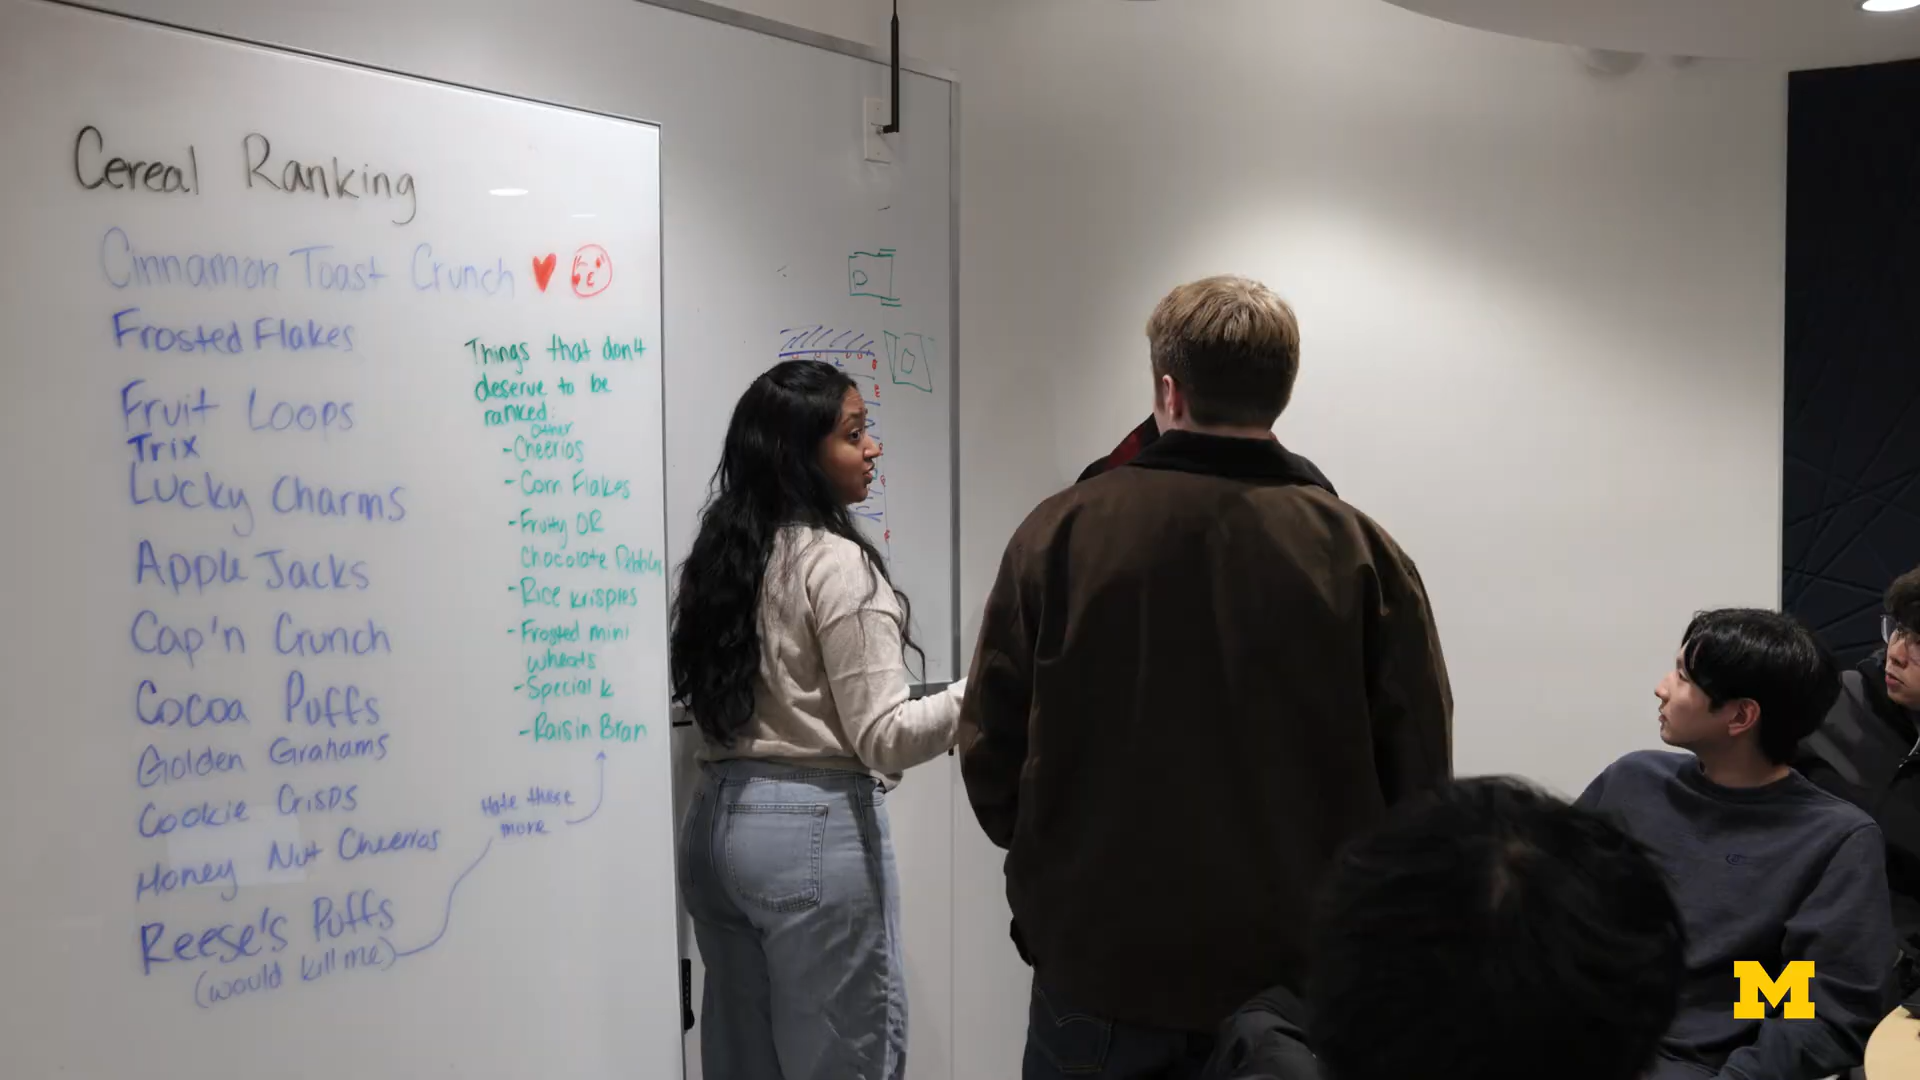 Cereal Ranking
Cinnamon Toast Crunch
Frosted Flakes
Fruit Loops
Trix
Lucky Charms
Apple Jacks
Cap'n Crunch
Cocoa Puffs
Golden Grahams
Cookie Crisps
Honey Nut Cheerios
Reese's Puffs
(would kill me)
Things that don't
deserve to be
ranked:
Other
-Cheerios
-Corn Flakes
-Fruity OR
Chocolate Pebbles
-Rice krispies
-Frosted mini
wheats
-Special k
-Raisin Bran
Hate these
more
M